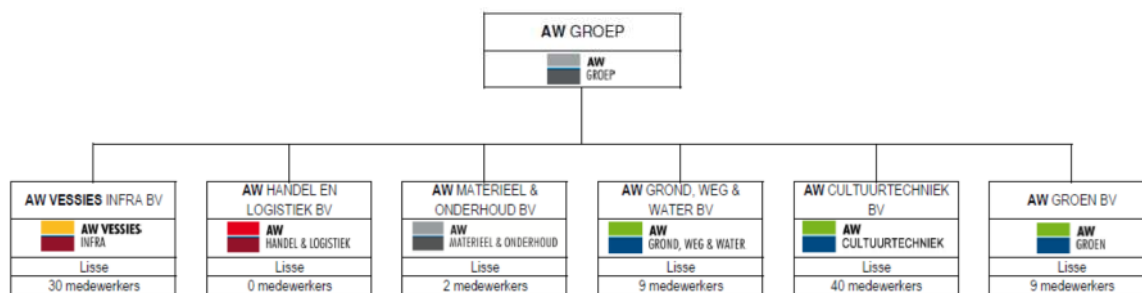 AW GROEP
AW
GROEP
AW VESSIES INFRA BV
AW VESSIES
INFRA
Lisse
30 medewerkers
AW HANDEL EN
LOGISTIEK BV
AW
HANDEL & LOGISTIEK
Lisse
0 medewerkers
AW MATERIEEL &
ONDERHOUD BV
AW
MATERIEEL & ONDERHOUD
Lisse
2 medewerkers
AW GROND, WEG &
WATER BV
AW
GROND, WEG & WATER
Lisse
9 medewerkers
AW CULTUURTECHNIEK
BV
AW
CULTUURTECHNIEK
Lisse
40 medewerkers
AW GROEN BV
AW
GROEN
Lisse
9 medewerkers